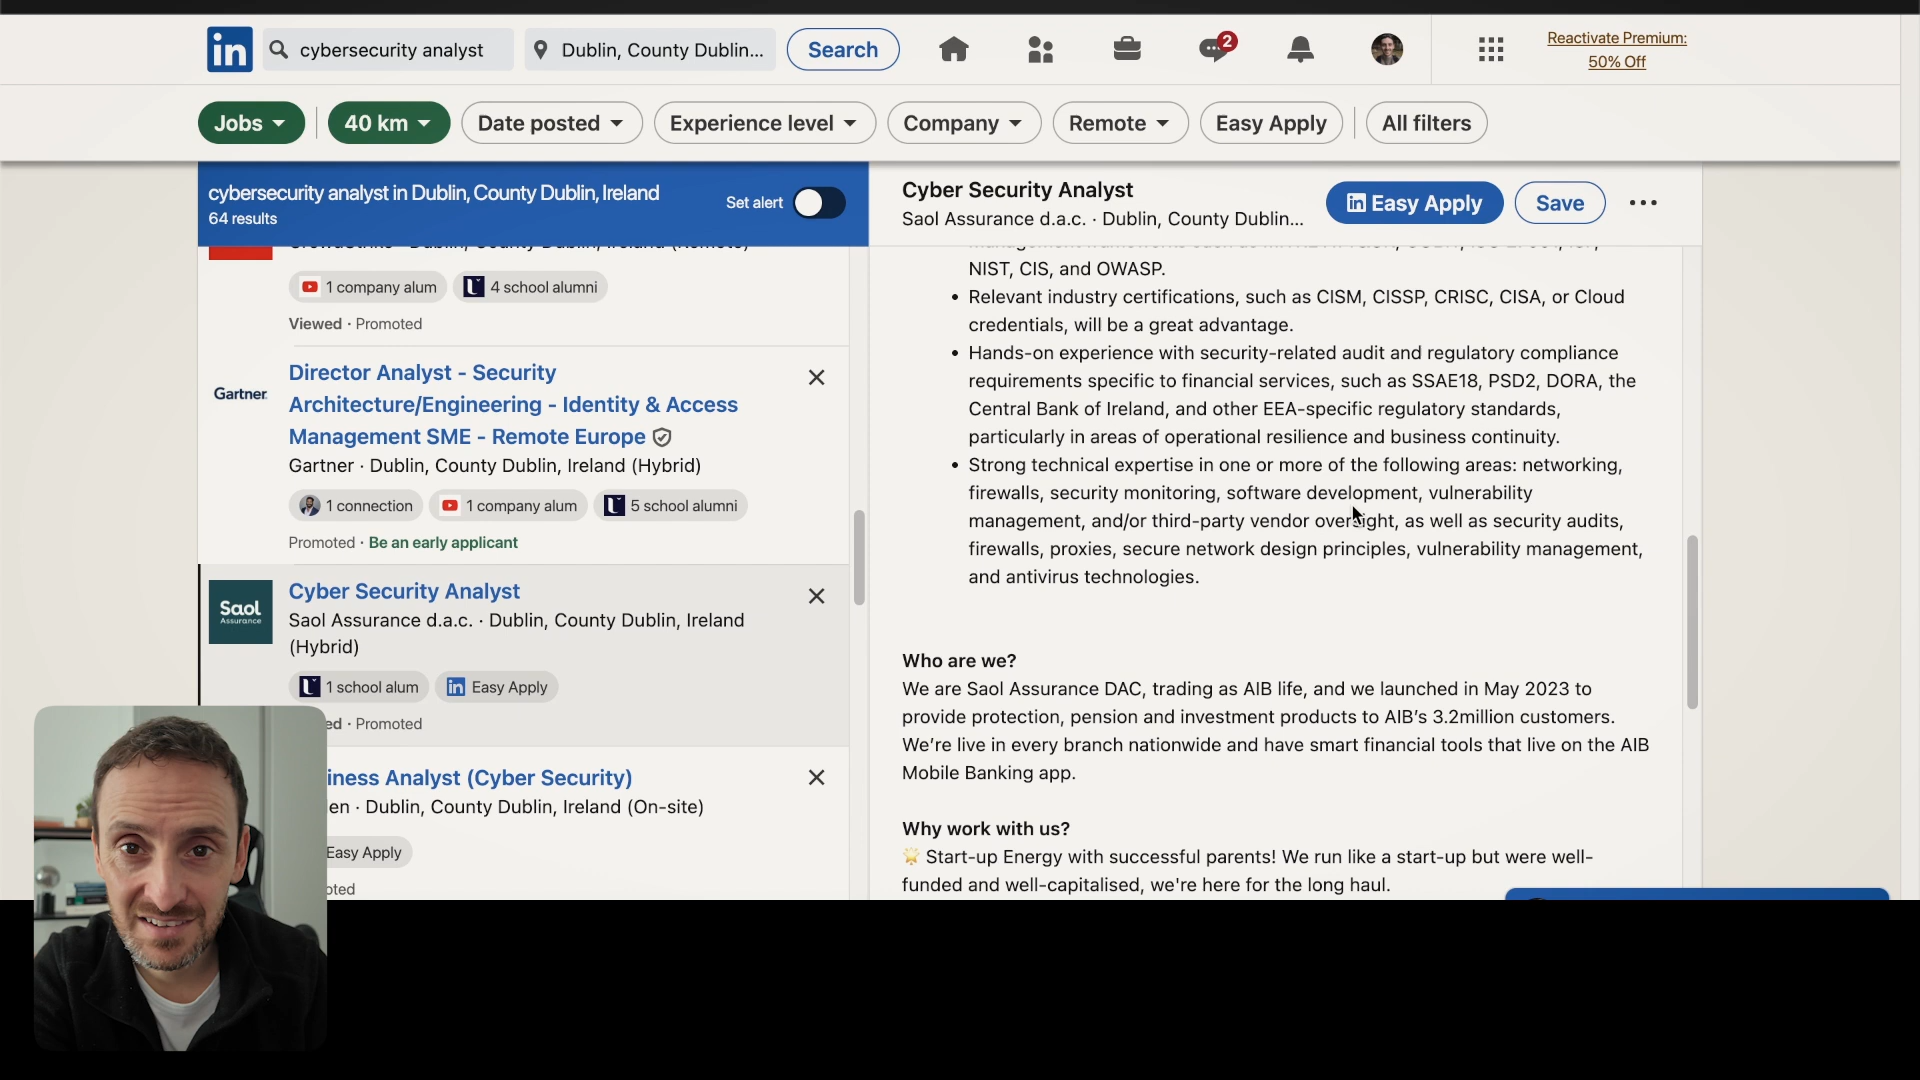 in
cybersecurity analyst
Dublin, County Dublin...
Search
2
Reactivate Premium:
50% Off
Jobs
40 km
Date posted
Experience level
Company
Remote
Easy Apply
All filters
cybersecurity analyst in Dublin, County Dublin, Ireland
64 results
Set alert
1 company alum
4 school alumni
Viewed · Promoted
Gartner
Director Analyst - Security
Architecture/Engineering - Identity & Access
Management SME - Remote Europe
Gartner · Dublin, County Dublin, Ireland (Hybrid)
1 connection
1 company alum
5 school alumni
Promoted · Be an early applicant
Saol
Assurance
Cyber Security Analyst
Saol Assurance d.a.c. · Dublin, County Dublin, Ireland
(Hybrid)
1 school alum
in Easy Apply
ed · Promoted
iness Analyst (Cyber Security)
en · Dublin, County Dublin, Ireland (On-site)
Easy Apply
oted
Cyber Security Analyst
Saol Assurance d.a.c. · Dublin, County Dublin...
in Easy Apply
Save
NIST, CIS, and OWASP.
• Relevant industry certifications, such as CISM, CISSP, CRISC, CISA, or Cloud
credentials, will be a great advantage.
• Hands-on experience with security-related audit and regulatory compliance
requirements specific to financial services, such as SSAE18, PSD2, DORA, the
Central Bank of Ireland, and other EEA-specific regulatory standards,
particularly in areas of operational resilience and business continuity.
• Strong technical expertise in one or more of the following areas: networking,
firewalls, security monitoring, software development, vulnerability
management, and/or third-party vendor oversight, as well as security audits,
firewalls, proxies, secure network design principles, vulnerability management,
and antivirus technologies.
Who are we?
We are Saol Assurance DAC, trading as AIB life, and we launched in May 2023 to
provide protection, pension and investment products to AIB's 3.2million customers.
We're live in every branch nationwide and have smart financial tools that live on the AIB
Mobile Banking app.
Why work with us?
🌟 Start-up Energy with successful parents! We run like a start-up but were well-
funded and well-capitalised, we're here for the long haul.